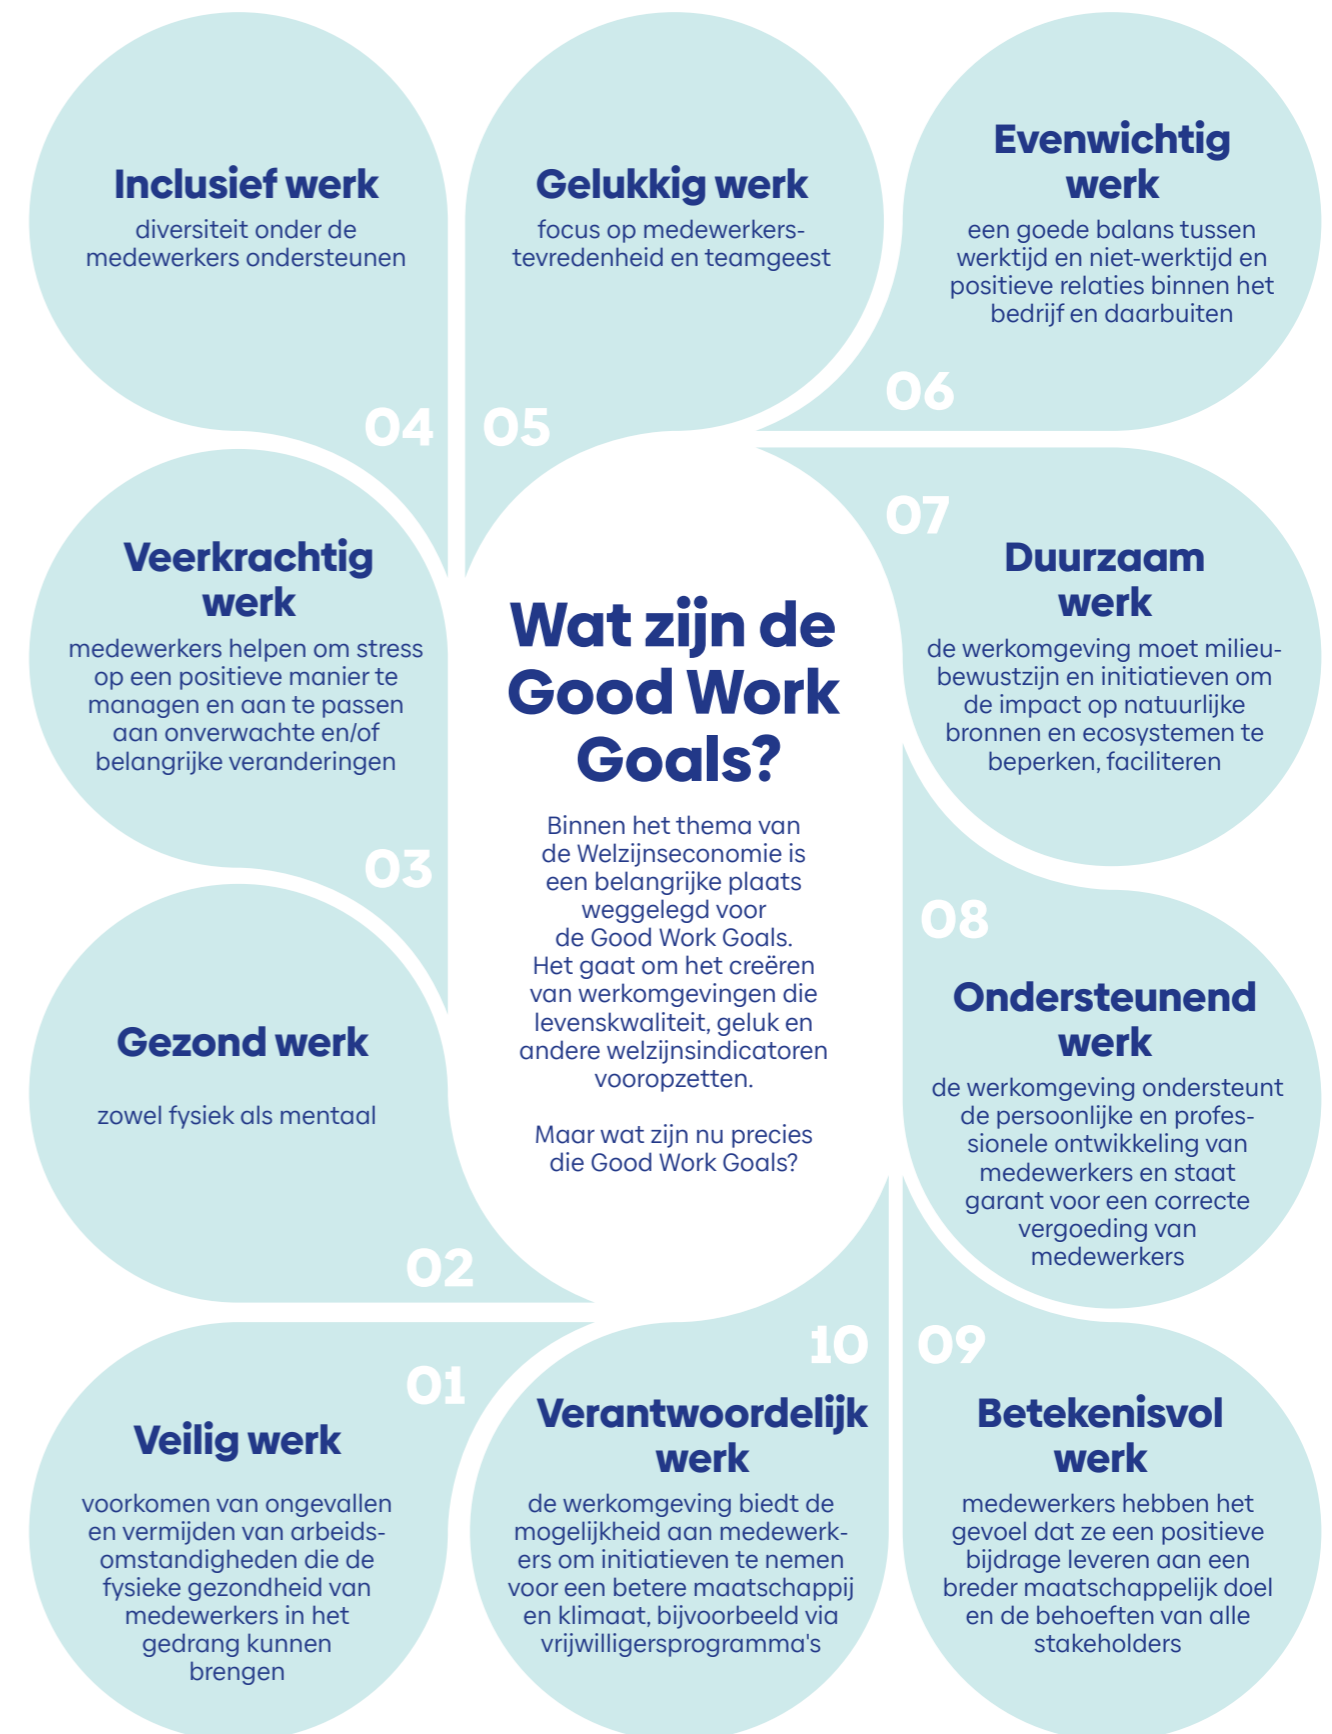 Inclusief werk
diversiteit onder de
medewerkers ondersteunen
04
Gelukkig werk
focus op medewerkers-
tevredenheid en teamgeest
05
Evenwichtig
werk
een goede balans tussen
werktijd en niet-werktijd en
positieve relaties binnen het
bedrijf en daarbuiten
06
Veerkrachtig
werk
medewerkers helpen om stress
op een positieve manier te
managen en aan te passen
aan onverwachte en/of
belangrijke veranderingen
03
Wat zijn de
Good Work
Goals?
Binnen het thema van
de Welzijnseconomie is
een belangrijke plaats
weggelegd voor
de Good Work Goals.
Het gaat om het creëren
van werkomgevingen die
levenskwaliteit, geluk en
andere welzijnsindicatoren
vooropzetten.
Maar wat zijn nu precies
die Good Work Goals?
07
Duurzaam
werk
de werkomgeving moet milieu-
bewustzijn en initiatieven om
de impact op natuurlijke
bronnen en ecosystemen te
beperken, faciliteren
Gezond werk
zowel fysiek als mentaal
02
08
Ondersteunend
werk
de werkomgeving ondersteunt
de persoonlijke en profes-
sionele ontwikkeling van
medewerkers en staat
garant voor een correcte
vergoeding van
medewerkers
01
Veilig werk
voorkomen van ongevallen
en vermijden van arbeids-
omstandigheden die de
fysieke gezondheid van
medewerkers in het
gedrang kunnen
brengen
10
Verantwoordelijk
werk
de werkomgeving biedt de
mogelijkheid aan medewerk-
ers om initiatieven te nemen
voor een betere maatschappij
en klimaat, bijvoorbeeld via
vrijwilligersprogramma's
09
Betekenisvol
werk
medewerkers hebben het
gevoel dat ze een positieve
bijdrage leveren aan een
breder maatschappelijk doel
en de behoeften van alle
stakeholders